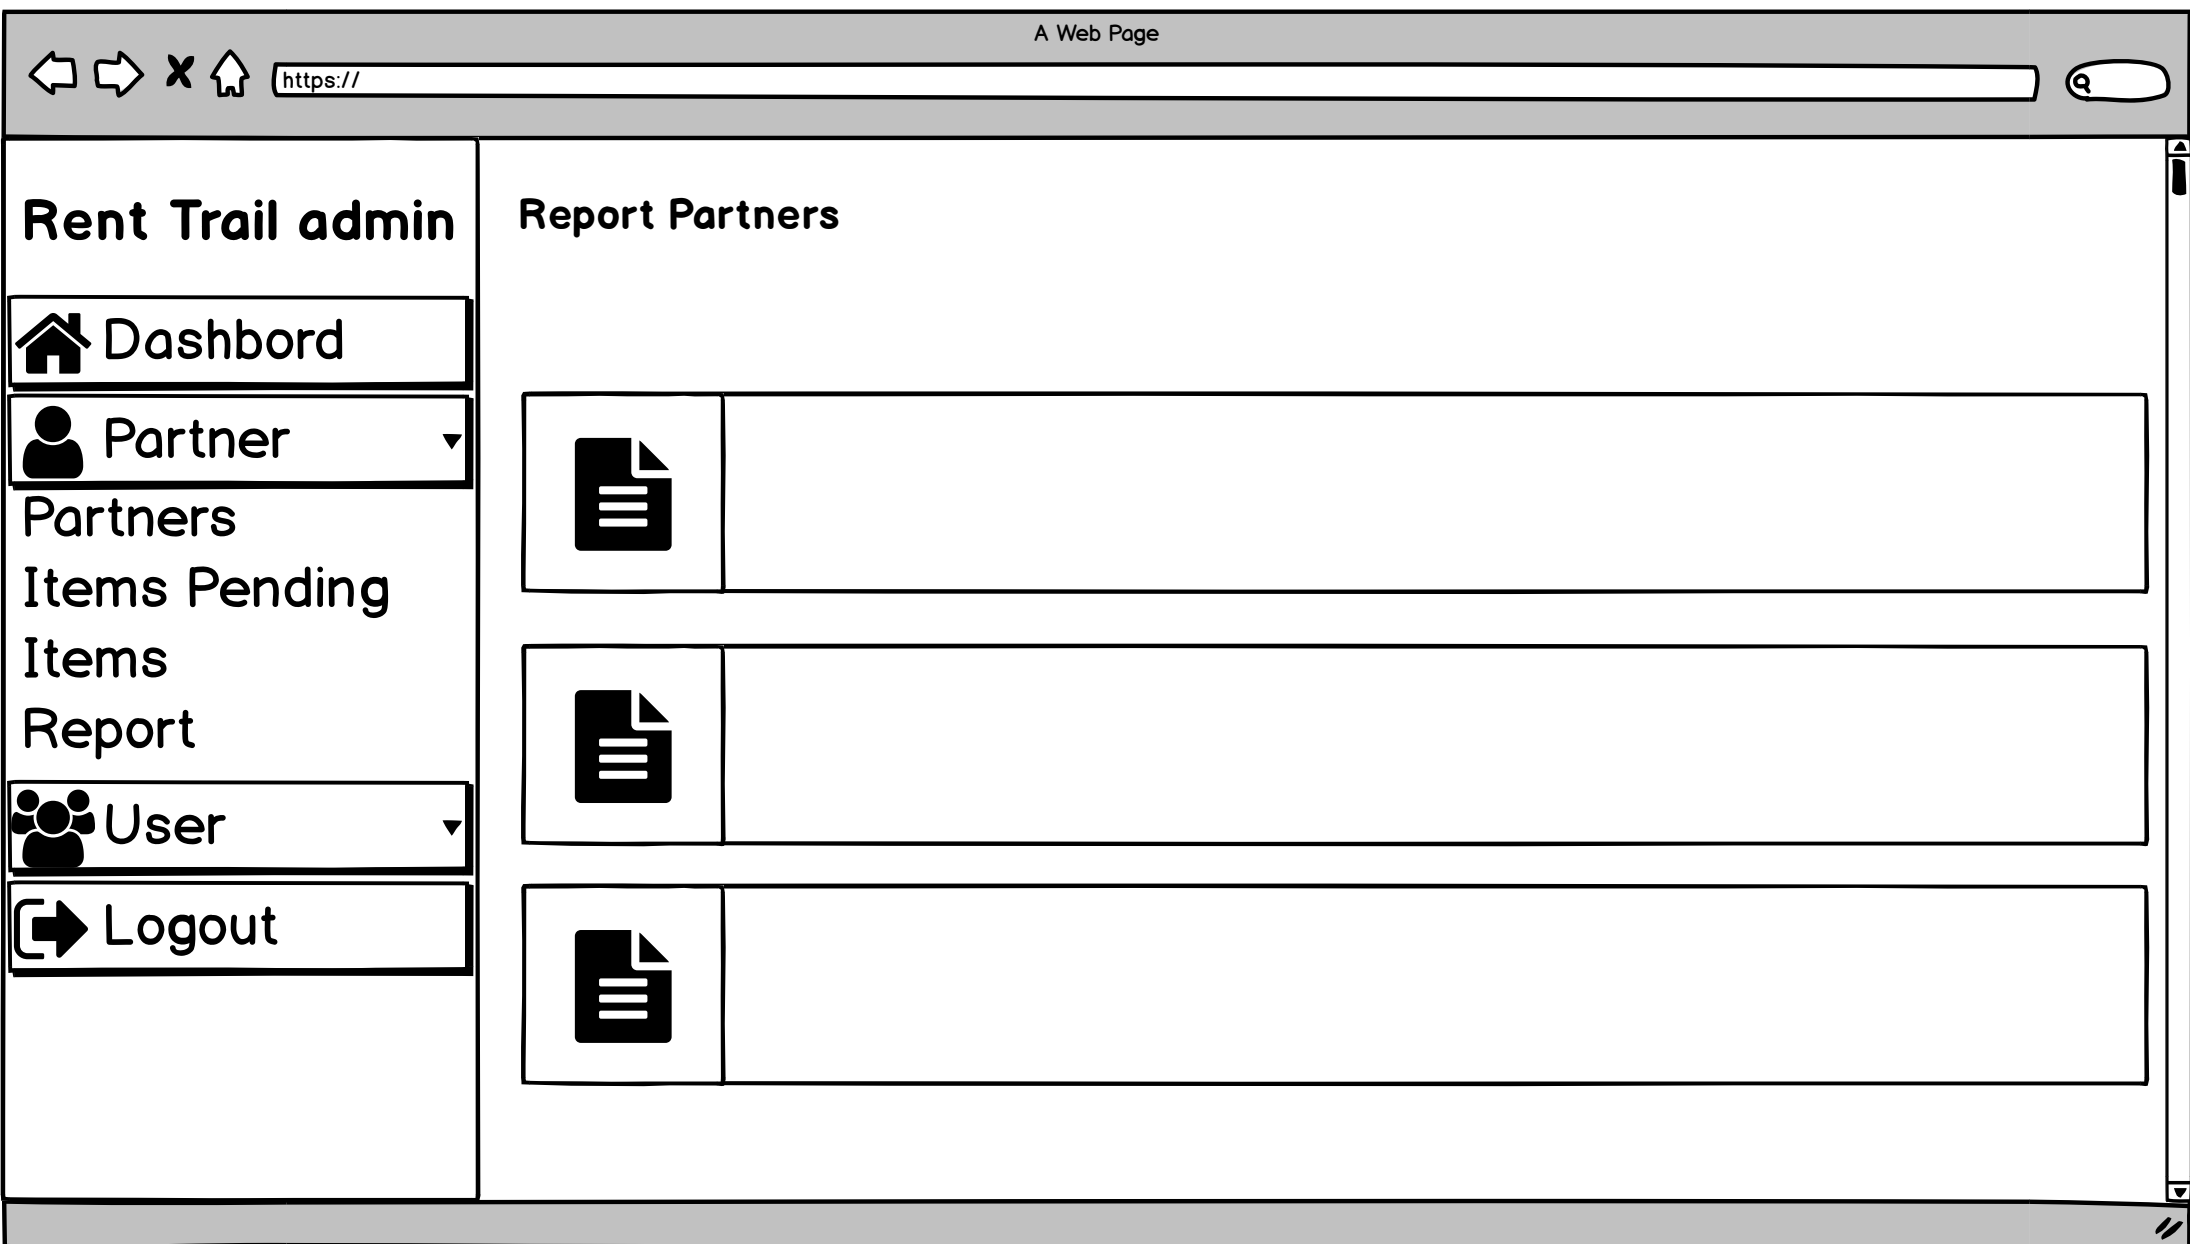 A Web Page
https://
Rent Trail admin
Report Partners
Dashbord
Partner
Partners
Items Pending
Items
Report
User
Logout